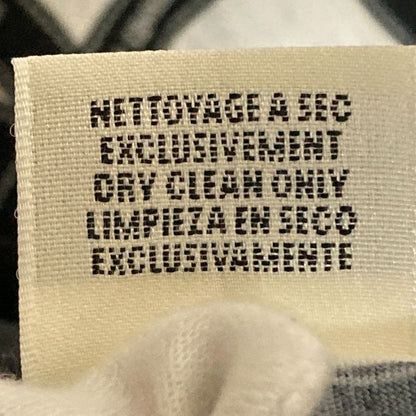 NETTOYAGE A SEC
EXCLUSIVEMENT
DRY CLEAN ONLY
LIMPIEZA EN SECO
EXCLUSIVAMENTE